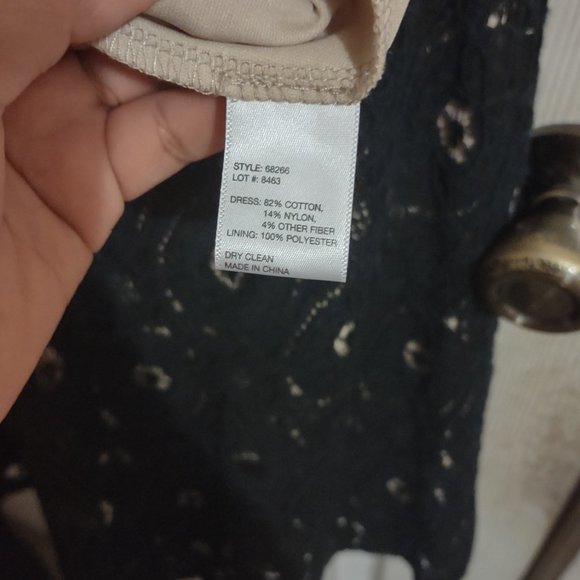 STYLE: 68266
LOT #: 8463
DRESS: 82% COTTON,
14% NYLON,
4% OTHER FIBER
LINING: 100% POLYESTER
DRY CLEAN
MADE IN CHINA